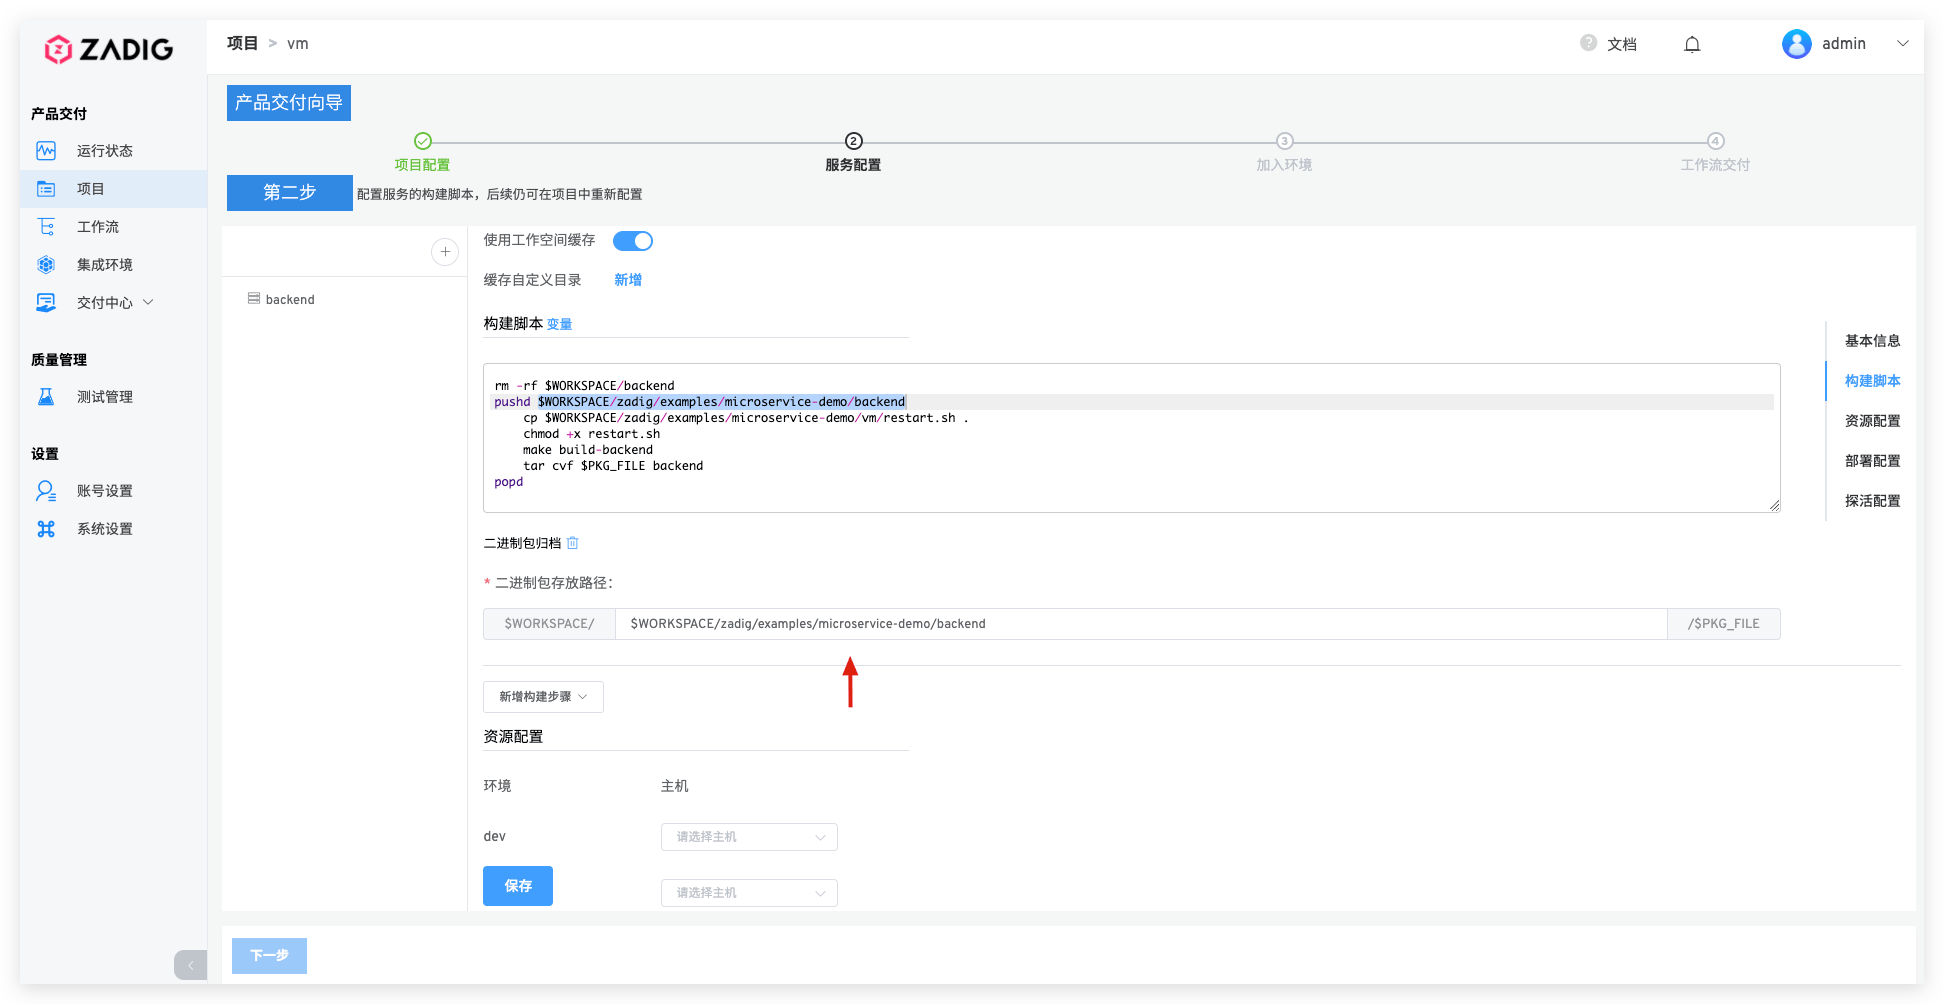 ZADIG
项目 > vm
文档
admin
产品交付
运行状态
项目
工作流
集成环境
交付中心
质量管理
测试管理
设置
账号设置
系统设置
产品交付向导
2
3
4
项目配置
服务配置
加入环境
工作流交付
第二步
配置服务的构建脚本，后续仍可在项目中重新配置
backend
使用工作空间缓存
缓存自定义目录
新增
构建脚本 变量
rm -rf $WORKSPACE/backend
pushd $WORKSPACE/zadig/examples/microservice-demo/backend
cp $WORKSPACE/zadig/examples/microservice-demo/vm/restart.sh .
chmod +x restart.sh
make build-backend
tar cvf $PKG_FILE backend
popd
二进制包归档
* 二进制包存放路径：
$WORKSPACE/
$WORKSPACE/zadig/examples/microservice-demo/backend
/$PKG_FILE
新增构建步骤
资源配置
环境
主机
dev
请选择主机
保存
请选择主机
基本信息
构建脚本
资源配置
部署配置
探活配置
下一步